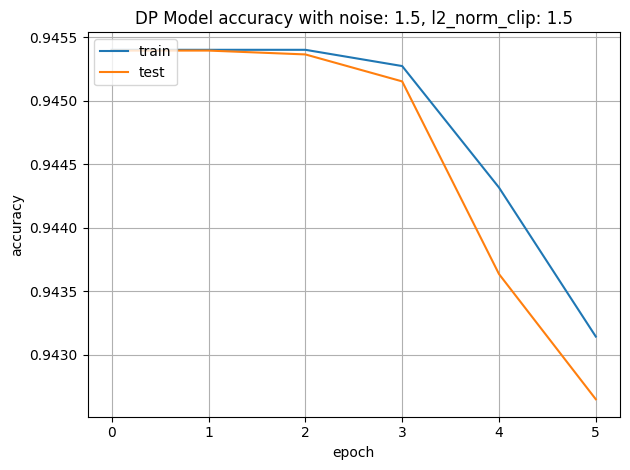 DP Model accuracy with noise: 1.5, l2_norm_clip: 1.5
train
test
accuracy
0.9455
0.9450
0.9445
0.9440
0.9435
0.9430
0 1 2 3 4 5
epoch